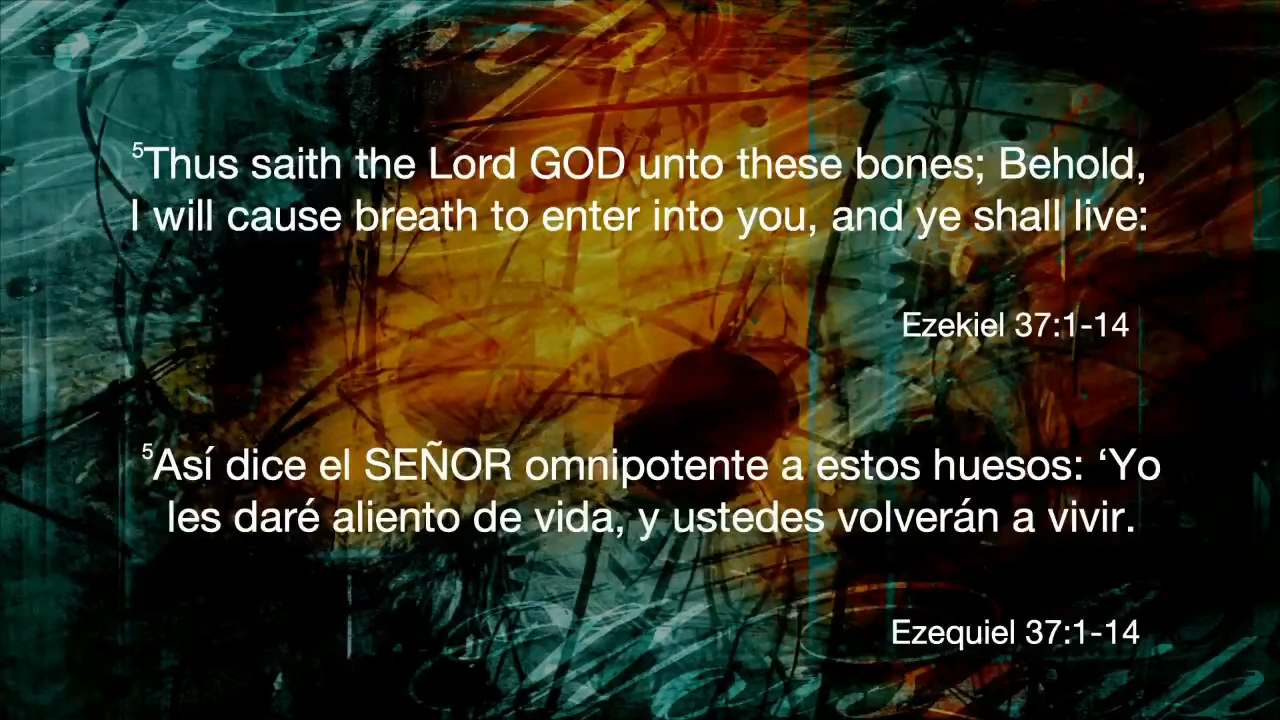 ⁵Thus saith the Lord GOD unto these bones; Behold,
I will cause breath to enter into you, and ye shall live:
Ezekiel 37:1-14
⁵Así dice el SEÑOR omnipotente a estos huesos: ‘Yo
les daré aliento de vida, y ustedes volverán a vivir.
Ezequiel 37:1-14